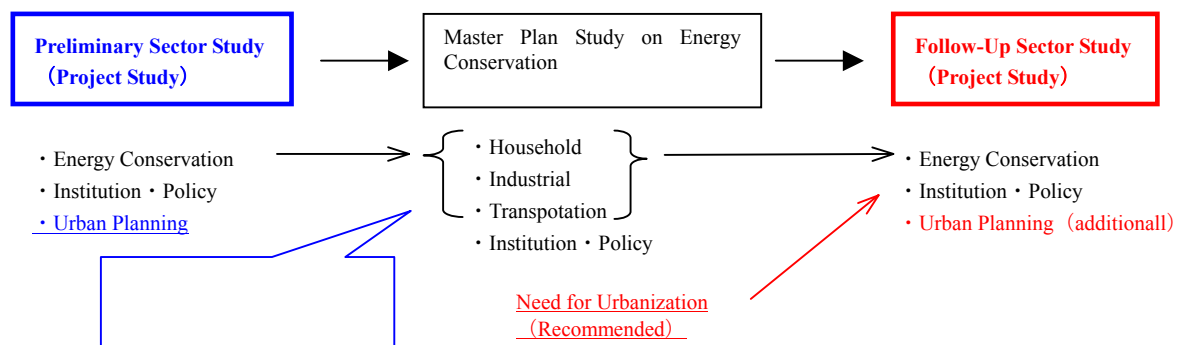 Preliminary Sector Study
（Project Study）
Master Plan Study on Energy
Conservation
Follow-Up Sector Study
（Project Study）
・Energy Conservation
・Institution・Policy
・Urban Planning
・Household
・Industrial
・Transpotation
・Institution・Policy
・Energy Conservation
・Institution・Policy
・Urban Planning（additionall）
Need for Urbanization
（Recommended）